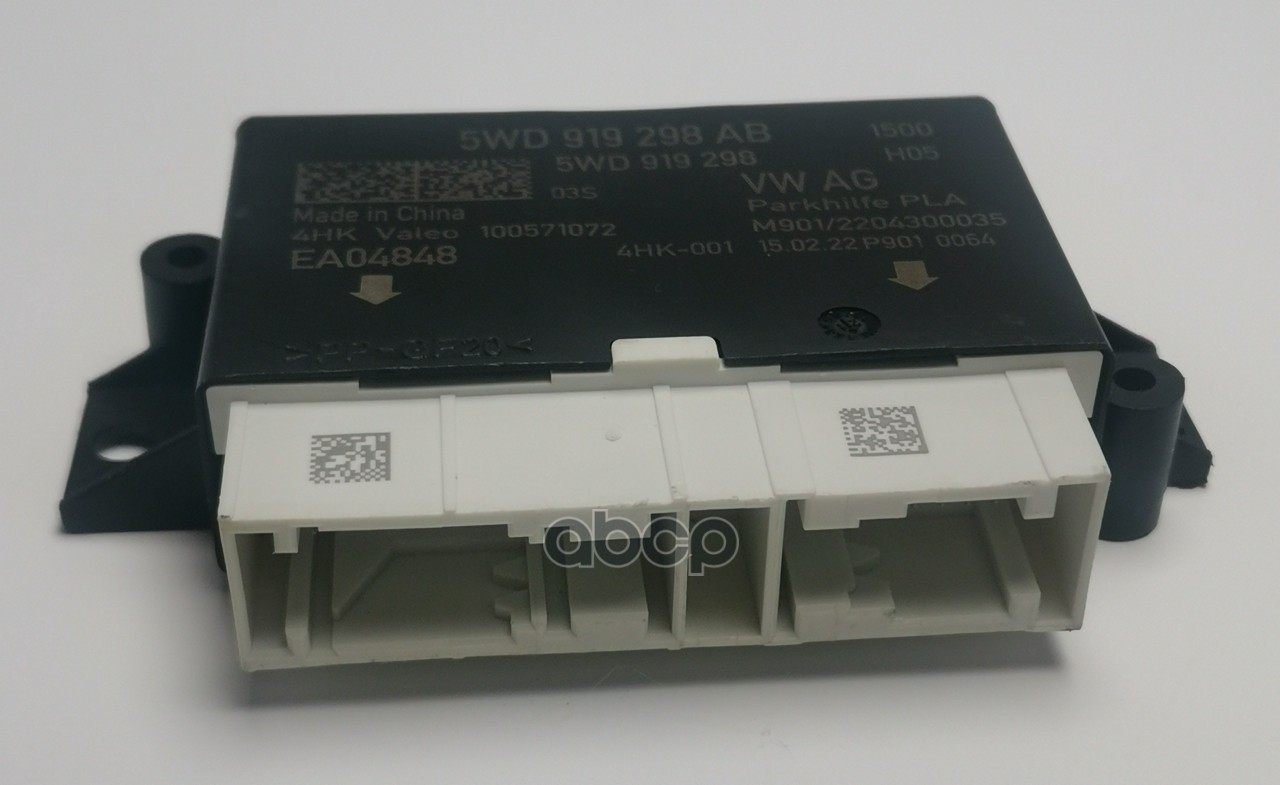 5WD 919 298 AB 1500
5WD 919 298 H05
03S VW AG
Made in China Parkhilfe PLA
4HK Valeo 100571072 M901/2204300035
EA04848 4HK-001 15.02.22 P901 0064
>PP-GF20<
abcp